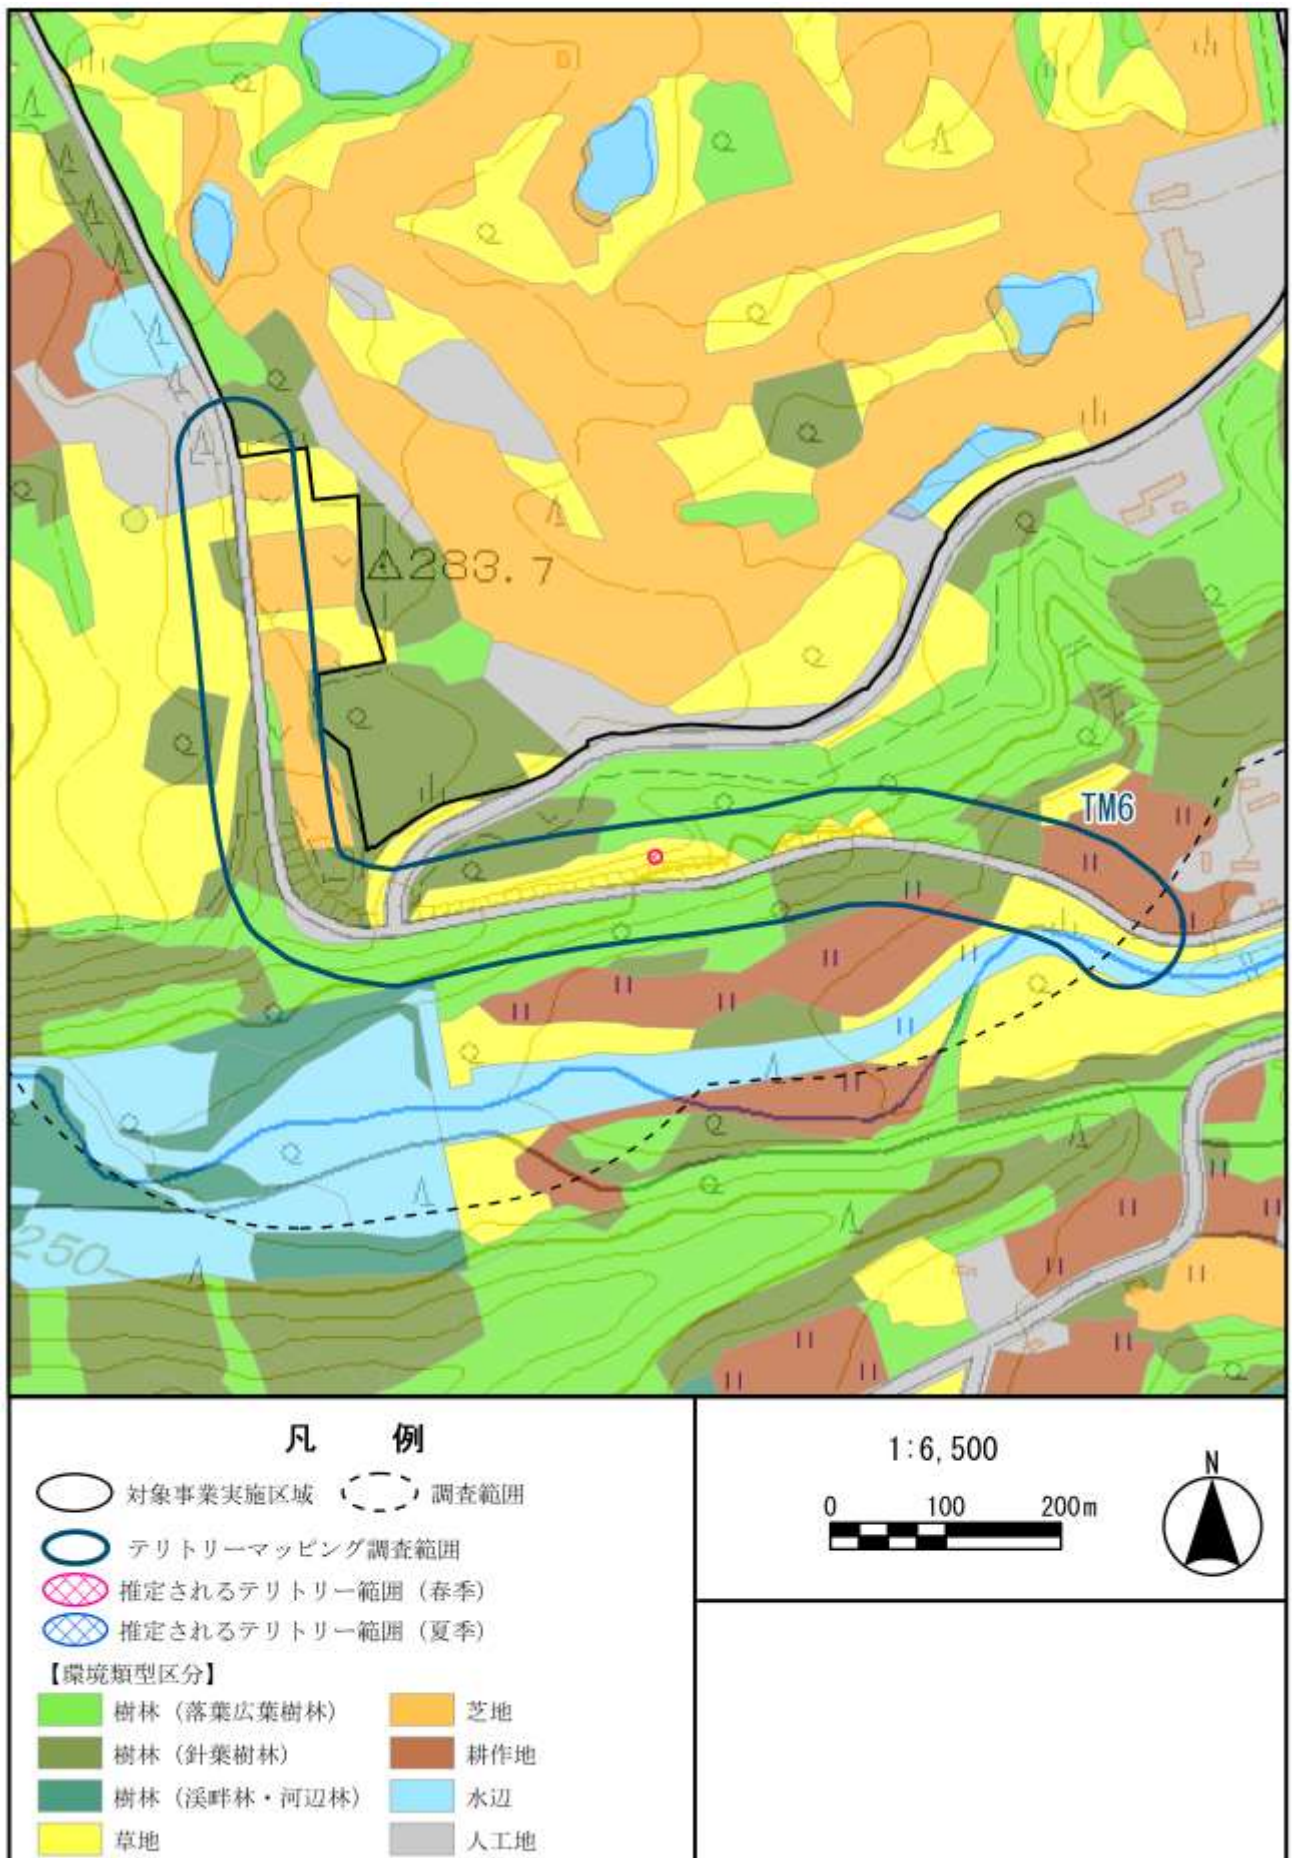 283.7
TM6
250
凡 例
対象事業実施区域 調査範囲
テリトリーマッピング調査範囲
推定されるテリトリー範囲（春季）
推定されるテリトリー範囲（夏季）
【環境類型区分】
樹林（落葉広葉樹林） 芝地
樹林（針葉樹林） 耕作地
樹林（渓畔林・河辺林） 水辺
草地 人工地
1:6,500
0 100 200m
N